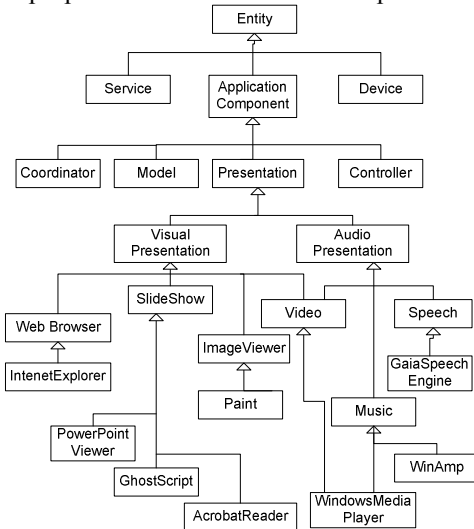 Entity
Service
Application
Component
Device
Coordinator
Model
Presentation
Controller
Visual
Presentation
Audio
Presentation
SlideShow
Video
Speech
Web Browser
ImageViewer
IntenetExplorer
GaiaSpeech
Engine
Paint
Music
PowerPoint
Viewer
WinAmp
GhostScript
WindowsMedia
Player
AcrobatReader